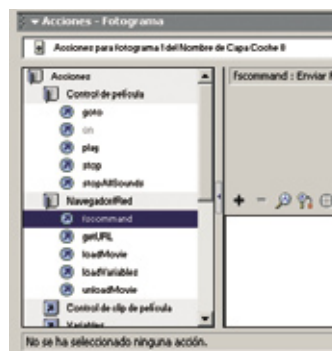 Acciones - Fotograma
Acciones para fotograma 1 del Nombre de Capa Coche II
Acciones
Control de película
goto
on
play
stop
stopAllSounds
Navegador/Red
fscommand
getURL
loadMovie
loadVariables
unloadMovie
Control de clip de película
Variables
fscommand : Enviar
No se ha seleccionado ninguna acción.